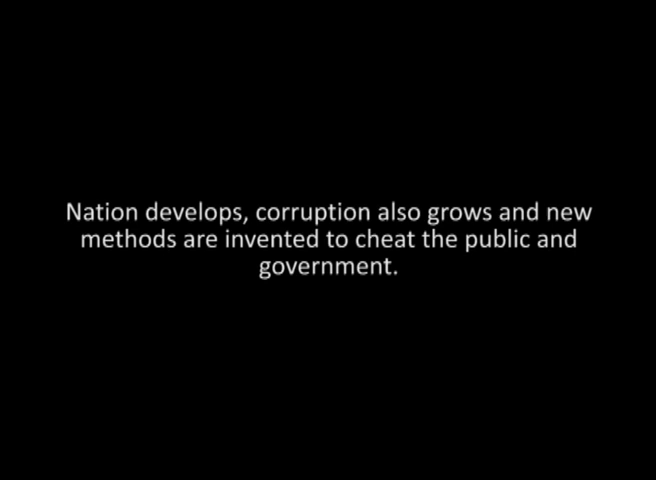 Nation develops, corruption also grows and new
methods are invented to cheat the public and
government.